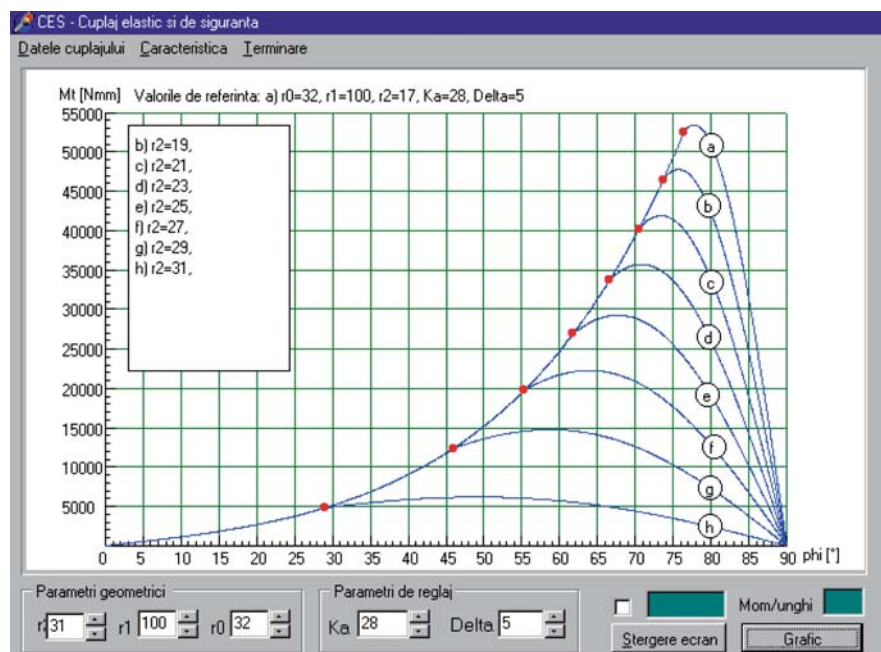 CES - Cuplaj elastic si de siguranta
Datele cuplajului Caracteristica Terminare
Mt [Nmm] Valorile de referinta: a) r0=32, r1=100, r2=17, Ka=28, Delta=5
55000
50000
45000
40000
35000
30000
25000
20000
15000
10000
5000
b) r2=19,
c) r2=21,
d) r2=23,
e) r2=25,
f) r2=27,
g) r2=29,
h) r2=31,
a
b
c
d
e
f
g
h
0 5 10 15 20 25 30 35 40 45 50 55 60 65 70 75 80 85 90 phi [°]
Parametri geometrici Parametri de reglaj
31 r1 100 r0 32 Ka 28 Delta 5 Mom/unghi
Stergere ecran Grafic